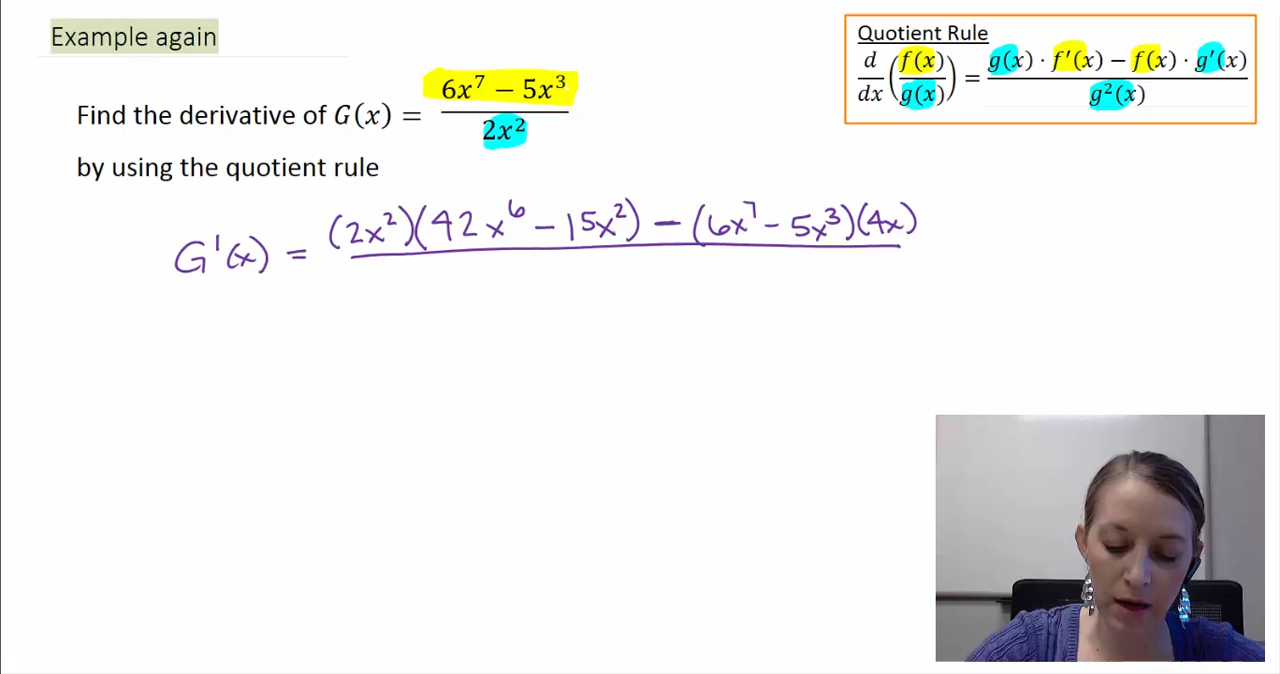 Example again
Quotient Rule
d/dx (f(x)/g(x)) = (g(x) · f′(x) − f(x) · g′(x))/g²(x)
Find the derivative of G(x) = (6x⁷ − 5x³)/2x²
by using the quotient rule
G'(x) = (2x²)(42x⁶ − 15x²) − (6x⁷ − 5x³)(4x)